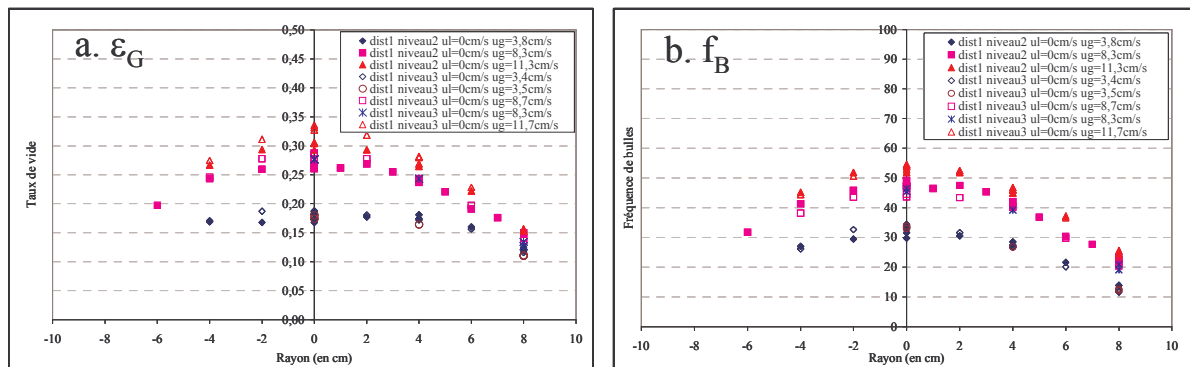 a. εG
dist1 niveau2 ul=0cm/s ug=3,8cm/s
dist1 niveau2 ul=0cm/s ug=8,3cm/s
dist1 niveau2 ul=0cm/s ug=11,3cm/s
dist1 niveau3 ul=0cm/s ug=3,4cm/s
dist1 niveau3 ul=0cm/s ug=3,5cm/s
dist1 niveau3 ul=0cm/s ug=8,7cm/s
dist1 niveau3 ul=0cm/s ug=8,3cm/s
dist1 niveau3 ul=0cm/s ug=11,7cm/s
Taux de vide
0,50
0,45
0,40
0,35
0,30
0,25
0,20
0,15
0,10
0,05
0,00
-10 -8 -6 -4 -2 0 2 4 6 8 10
Rayon (en cm)
b. fB
dist1 niveau2 ul=0cm/s ug=3,8cm/s
dist1 niveau2 ul=0cm/s ug=8,3cm/s
dist1 niveau2 ul=0cm/s ug=11,3cm/s
dist1 niveau3 ul=0cm/s ug=3,4cm/s
dist1 niveau3 ul=0cm/s ug=3,5cm/s
dist1 niveau3 ul=0cm/s ug=8,7cm/s
dist1 niveau3 ul=0cm/s ug=8,3cm/s
dist1 niveau3 ul=0cm/s ug=11,7cm/s
Fréquence de bulles
100
90
80
70
60
50
40
30
20
10
0
-10 -8 -6 -4 -2 0 2 4 6 8 10
Rayon (en cm)